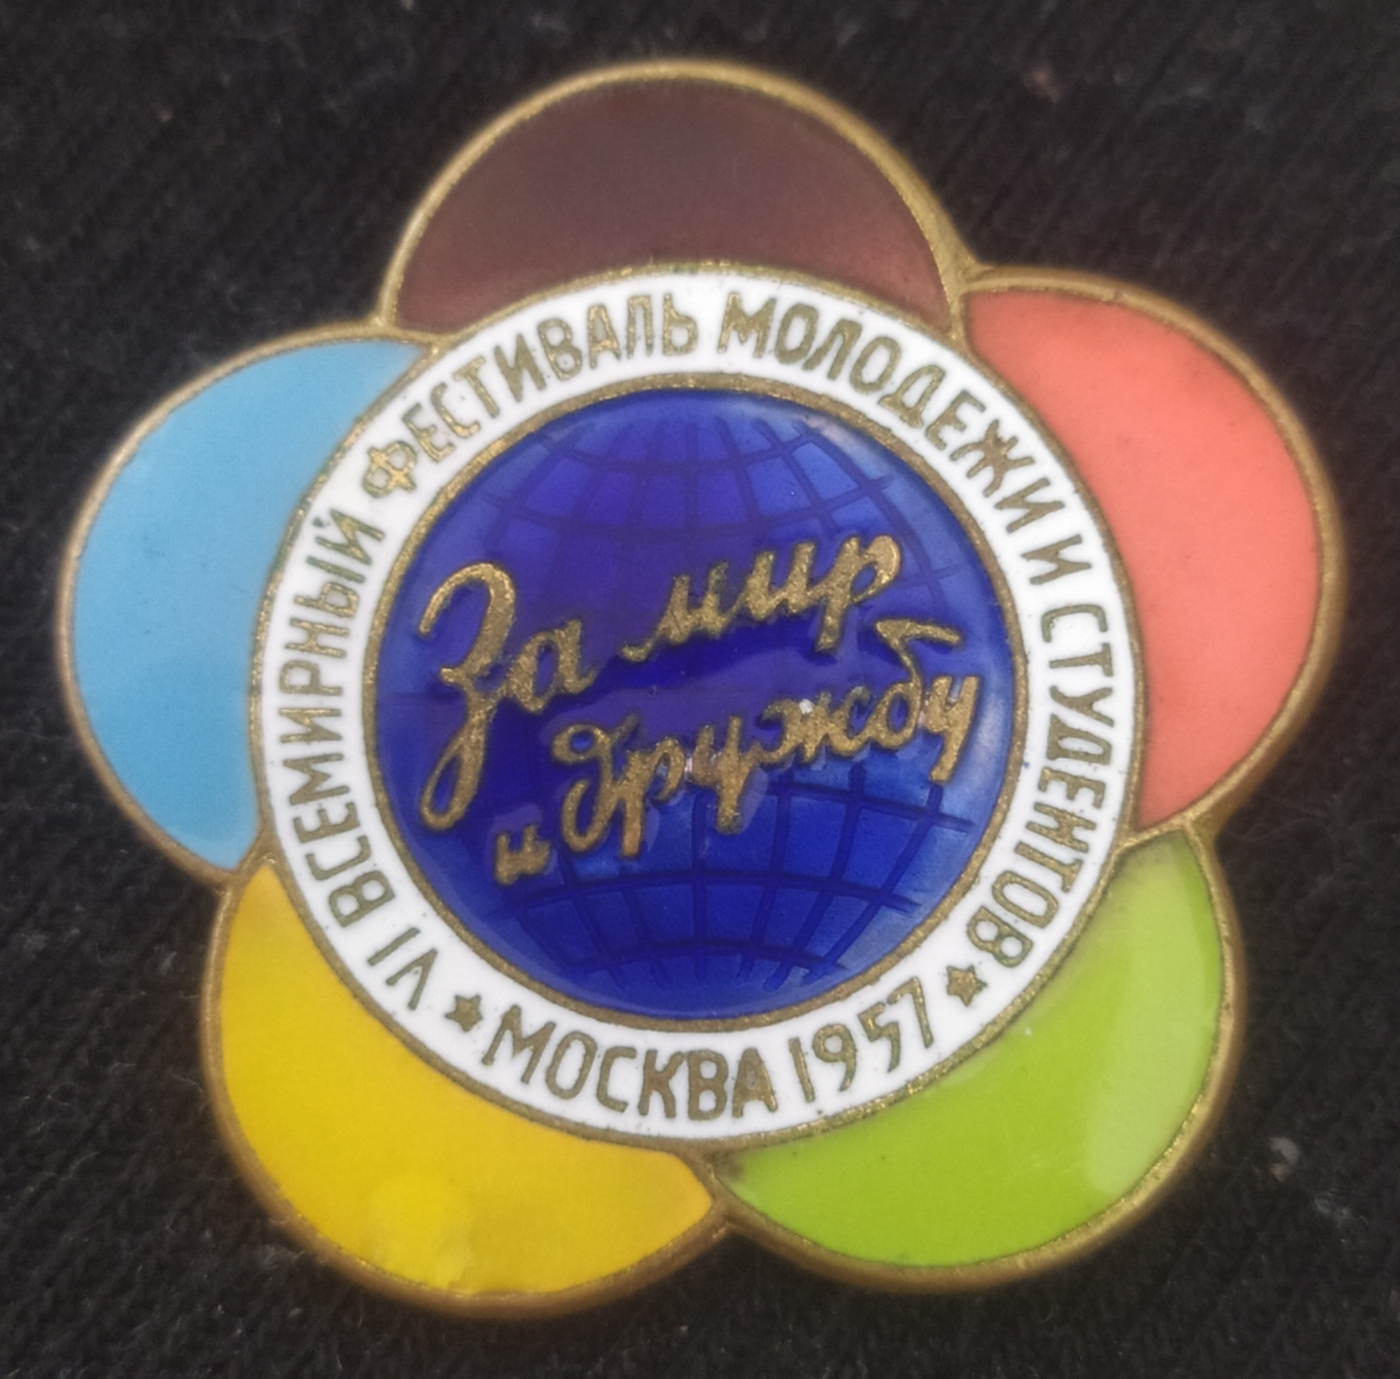 VI ВСЕМИРНЫЙ ФЕСТИВАЛЬ МОЛОДЕЖИ И СТУДЕНТОВ
За мир
и дружбу
★ МОСКВА 1957 ★